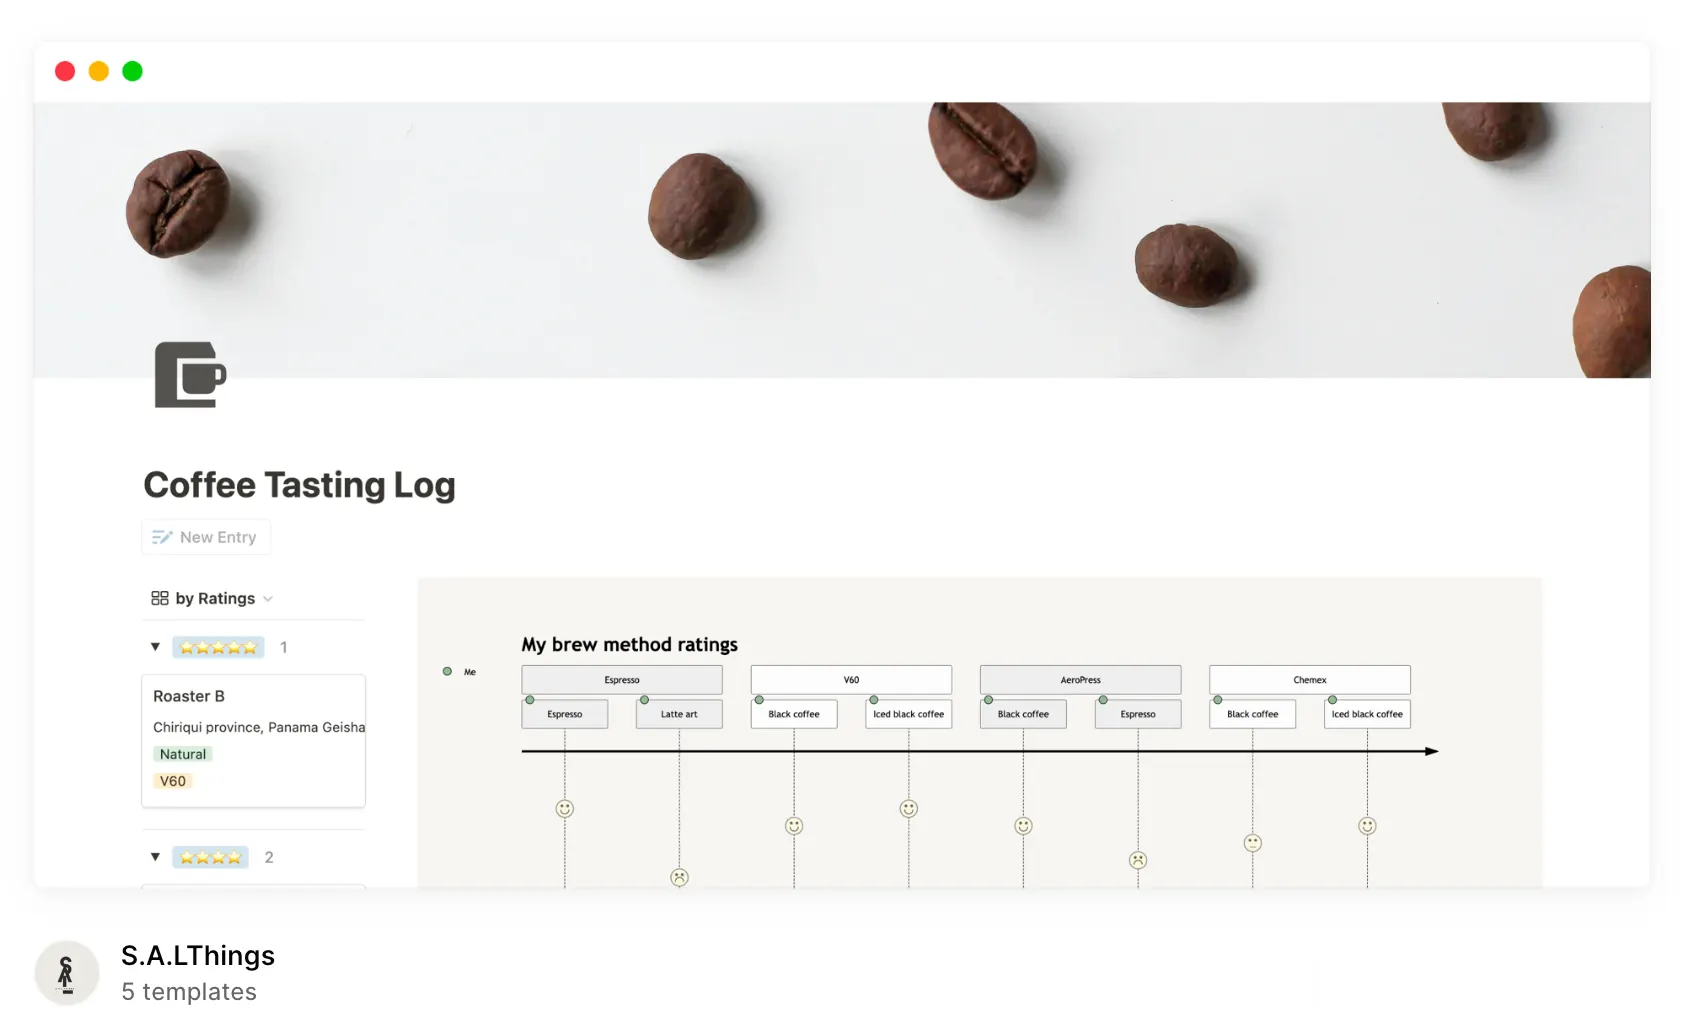 Coffee Tasting Log
New Entry
by Ratings
1
Roaster B
Chiriqui province, Panama Geisha
Natural
V60
2
My brew method ratings
Me
Espresso
V60
AeroPress
Chemex
Espresso
Latte art
Black coffee
Iced black coffee
Black coffee
Espresso
Black coffee
Iced black coffee
S.A.LThings
5 templates